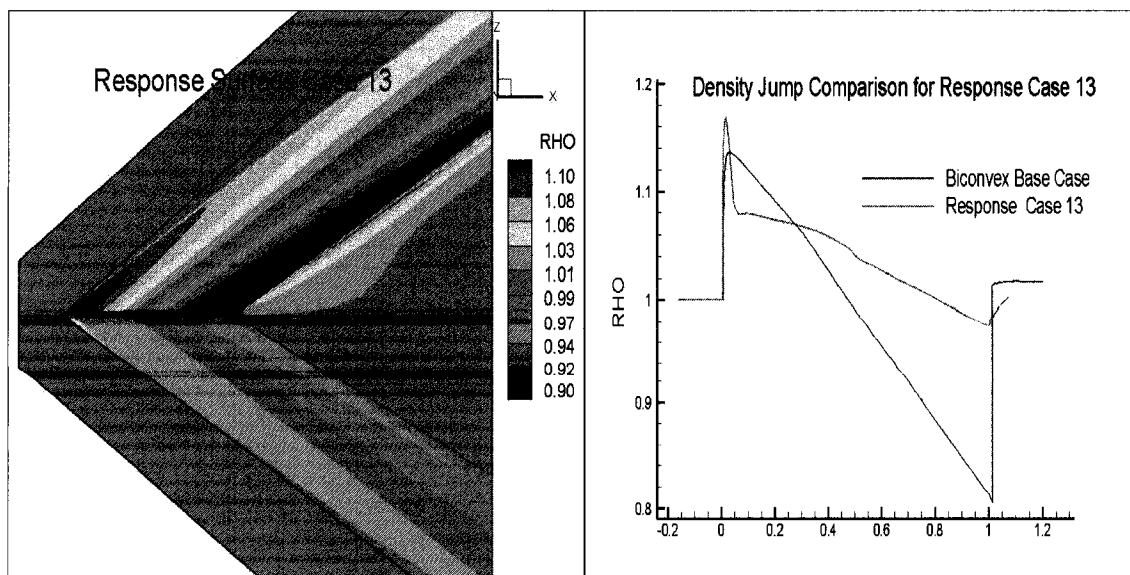 Response Surface Case 13
Z
X
RHO
1.10
1.08
1.06
1.03
1.01
0.99
0.97
0.94
0.92
0.90
Density Jump Comparison for Response Case 13
Biconvex Base Case
Response Case 13
RHO
1.2
1.1
1
0.9
0.8
-0.2 0 0.2 0.4 0.6 0.8 1 1.2